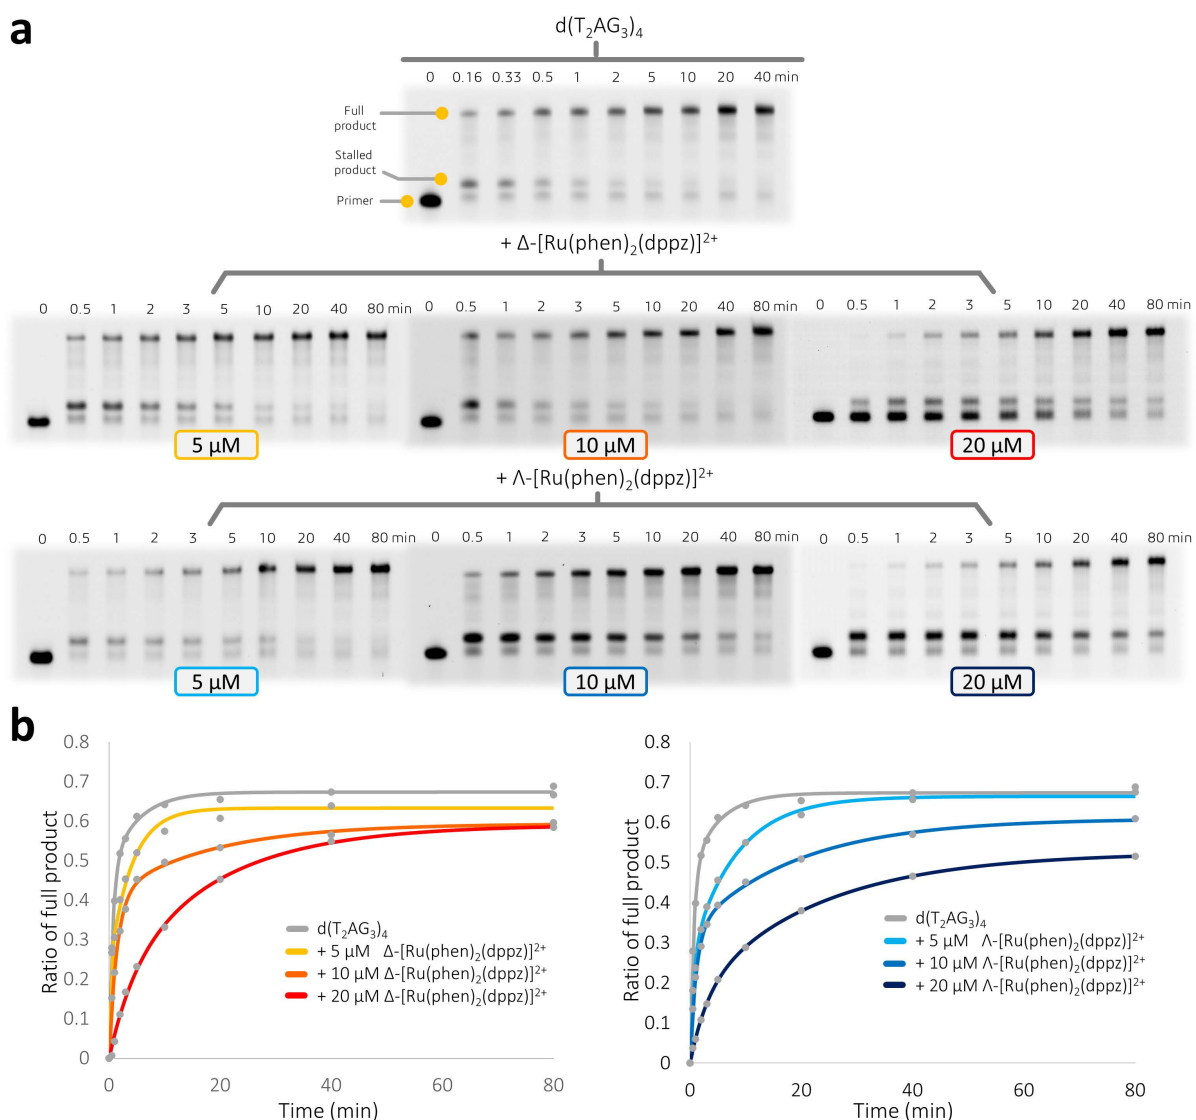 a
d(T₂AG₃)₄
0 0.16 0.33 0.5 1 2 5 10 20 40 min
Full
product
Stalled
product
Primer
+ Δ-[Ru(phen)₂(dppz)]²⁺
0 0.5 1 2 3 5 10 20 40 80 min
0 0.5 1 2 3 5 10 20 40 80 min
0 0.5 1 2 3 5 10 20 40 80 min
5 μM
10 μM
20 μM
+ Λ-[Ru(phen)₂(dppz)]²⁺
0 0.5 1 2 3 5 10 20 40 80 min
0 0.5 1 2 3 5 10 20 40 80 min
0 0.5 1 2 3 5 10 20 40 80 min
5 μM
10 μM
20 μM
b
Ratio of full product
0.8
0.7
0.6
0.5
0.4
0.3
0.2
0.1
0
d(T₂AG₃)₄
+ 5 μM Δ-[Ru(phen)₂(dppz)]²⁺
+ 10 μM Δ-[Ru(phen)₂(dppz)]²⁺
+ 20 μM Δ-[Ru(phen)₂(dppz)]²⁺
0 20 40 60 80
Time (min)
Ratio of full product
0.8
0.7
0.6
0.5
0.4
0.3
0.2
0.1
0
d(T₂AG₃)₄
+ 5 μM Λ-[Ru(phen)₂(dppz)]²⁺
+ 10 μM Λ-[Ru(phen)₂(dppz)]²⁺
+ 20 μM Λ-[Ru(phen)₂(dppz)]²⁺
0 20 40 60 80
Time (min)